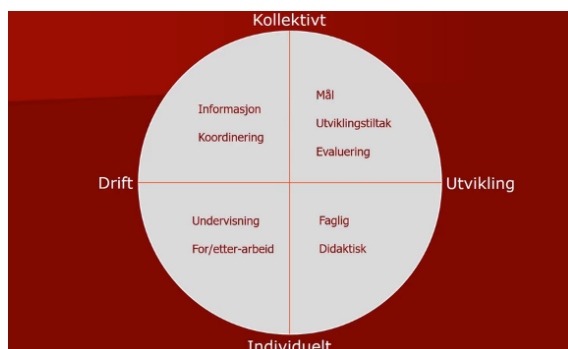 Kollektivt
Informasjon
Koordinering
Mål
Utviklingstiltak
Evaluering
Drift
Utvikling
Undervisning
For/etter-arbeid
Faglig
Didaktisk
Individuelt